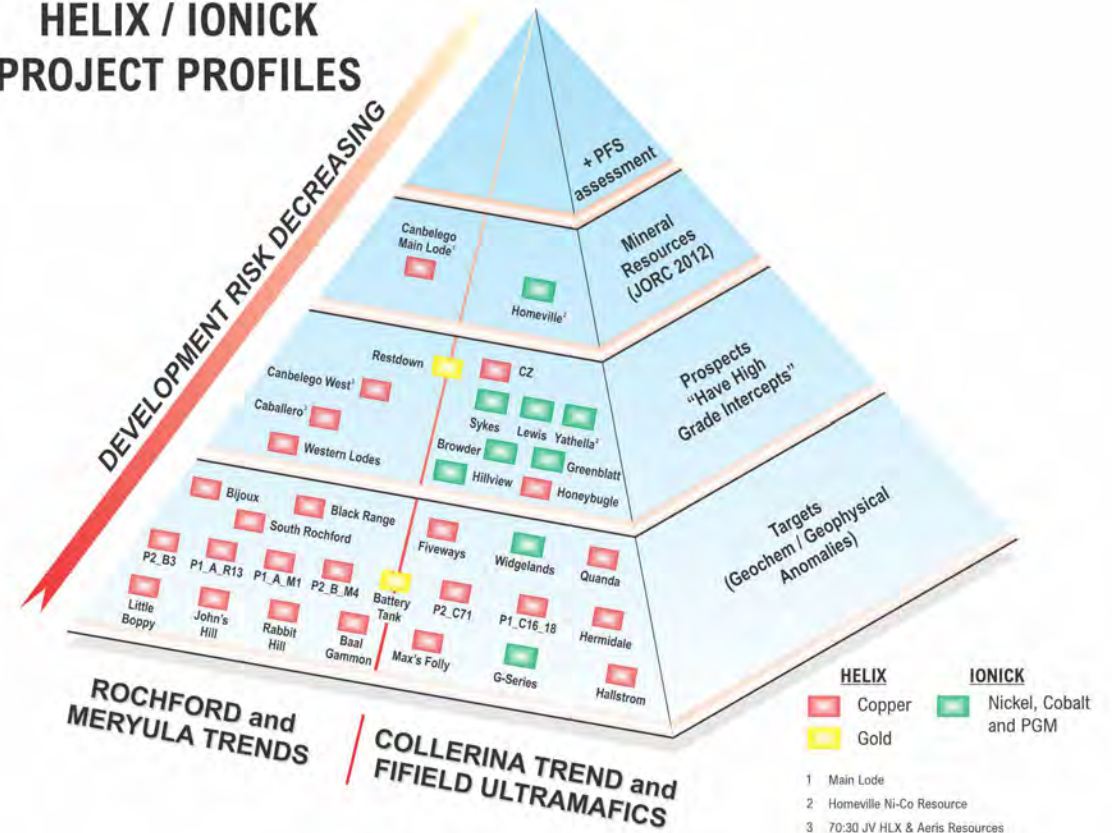 HELIX / IONICK
PROJECT PROFILES
DEVELOPMENT RISK DECREASING
+ PFS
assessment
Mineral
Resources
(JORC 2012)
Canbelego
Main Lode¹
Homeville²
Prospects
"Have High
Grade Intercepts"
Restdown
CZ
Canbelego West³
Sykes
Lewis
Yathella²
Caballero³
Western Lodes
Browder
Greenblatt
Hillview
Honeybugle
Targets
(Geochem / Geophysical
Anomalies)
Bijoux
Black Range
South Rochford
Fiveways
Widgelands
Quanda
P2_B3
P1_A_R13
P1_A_M1
P2_B_M4
Battery
Tank
P2_C71
P1_C16_18
Hermidale
Little
Boppy
John's
Hill
Rabbit
Hill
Baal
Gammon
Max's Folly
G-Series
Hallstrom
ROCHFORD and
MERYULA TRENDS
COLLERINA TREND and
FIFIELD ULTRAMAFICS
HELIX
Copper
Gold
IONICK
Nickel, Cobalt
and PGM
1 Main Lode
2 Homeville Ni-Co Resource
3 70:30 JV HLX & Aeris Resources